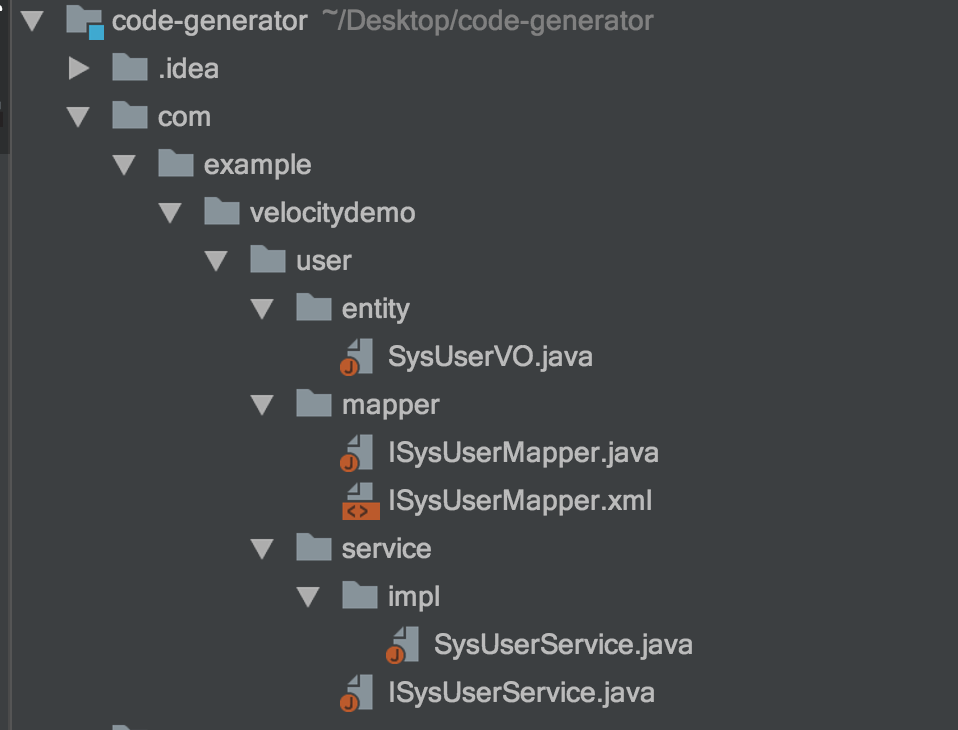 code-generator ~/Desktop/code-generator
.idea
com
example
velocitydemo
user
entity
SysUserVO.java
mapper
ISysUserMapper.java
ISysUserMapper.xml
service
impl
SysUserService.java
ISysUserService.java